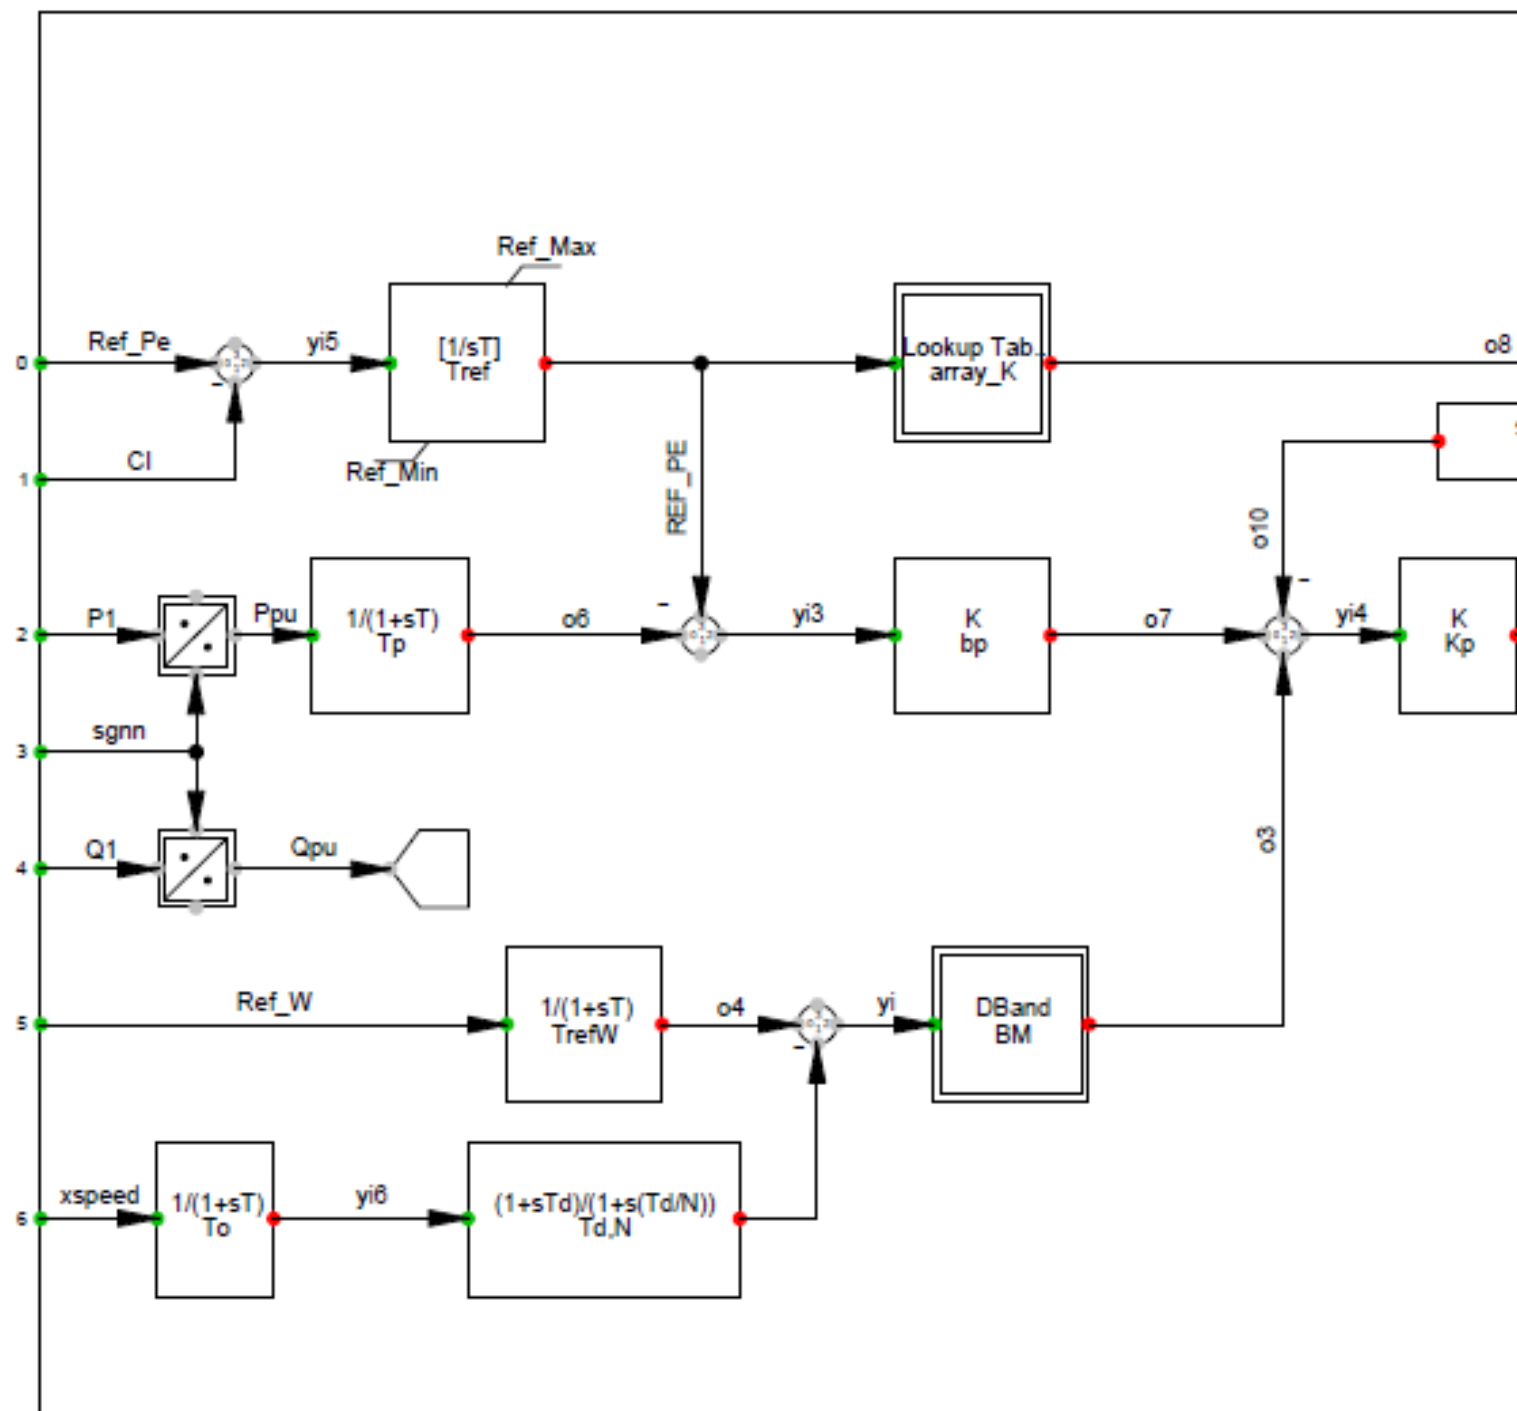 Ref_Max
Ref_Pe
yi5
[1/sT]
Tref
Lookup Tab..
array_K
o8
0
-
CI
1
Ref_Min
REF_PE
o10
P1
2
Ppu
1/(1+sT)
Tp
o6
-
yi3
K
bp
o7
-
yi4
K
Kp
sgnn
3
Q1
4
Qpu
o3
Ref_W
5
1/(1+sT)
TrefW
o4
-
yi
DBand
BM
xspeed
6
1/(1+sT)
To
yi6
(1+sTd)/(1+s(Td/N))
Td,N